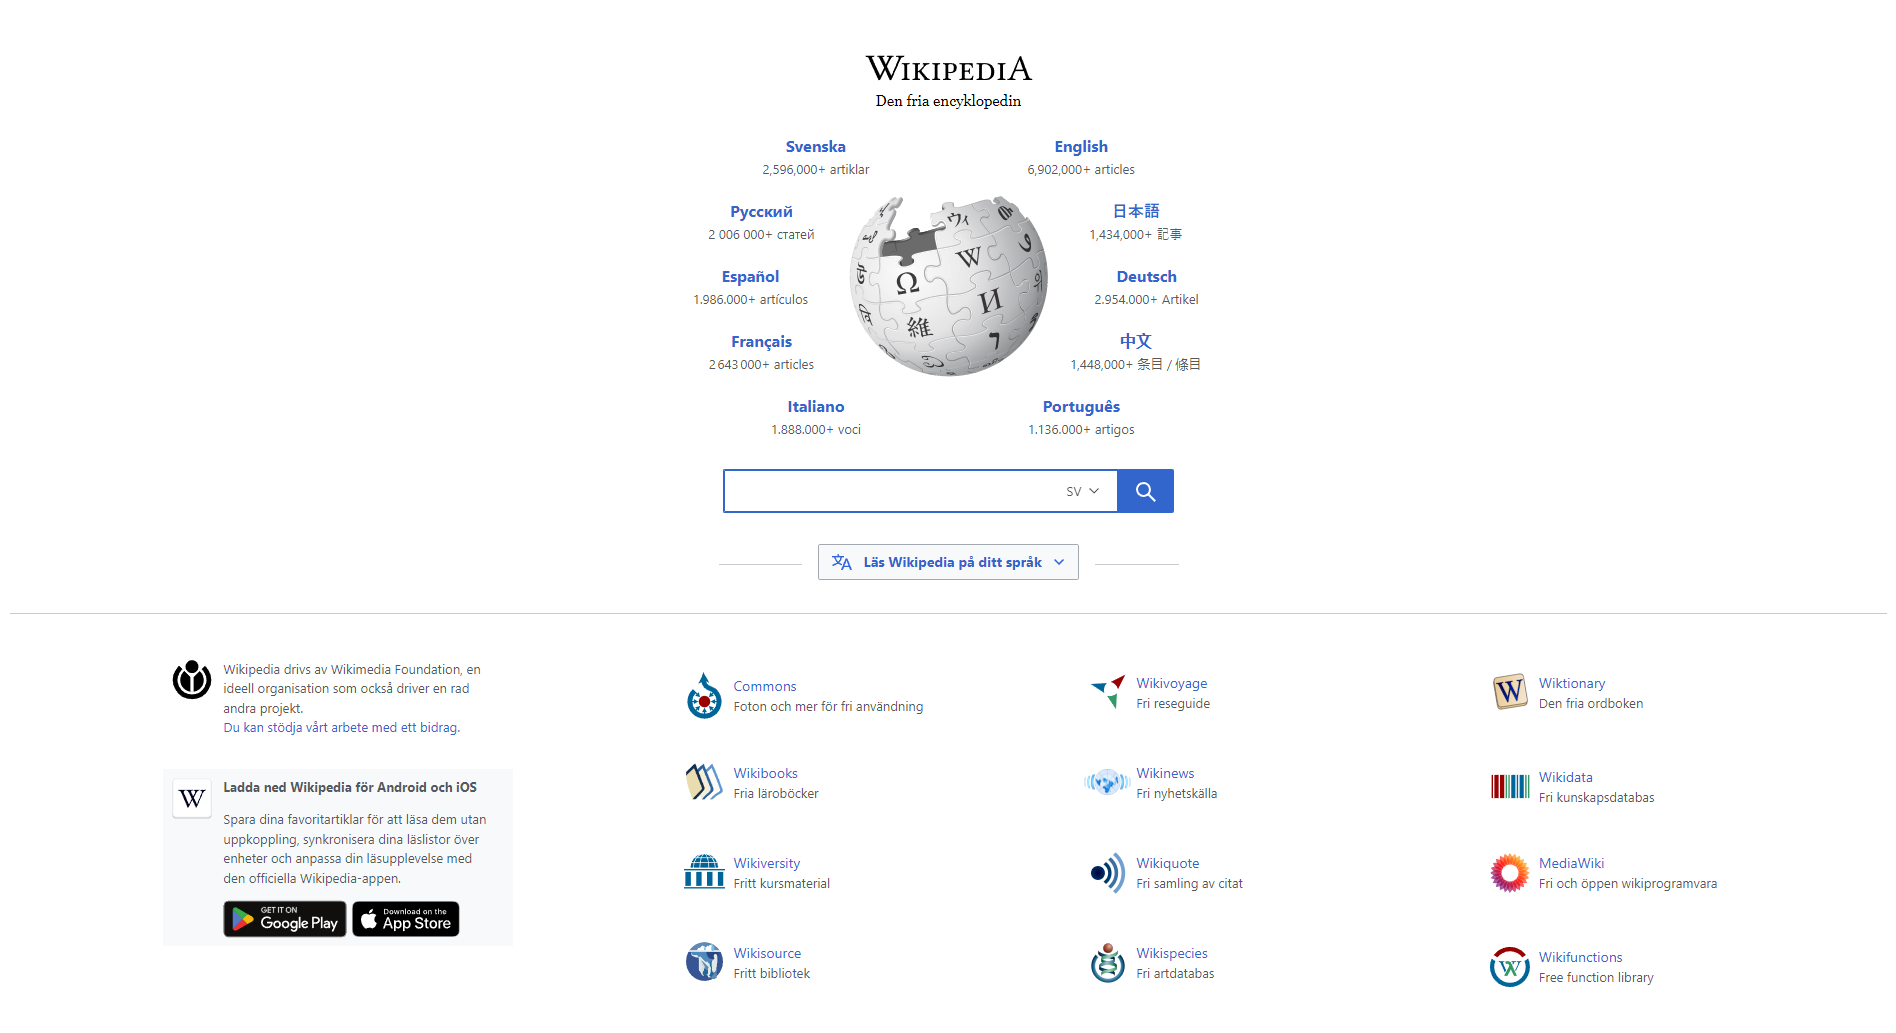 WIKIPEDIA
Den fria encyklopedin
Svenska
2,596,000+ artiklar
English
6,902,000+ articles
Русский
2 006 000+ статей
日本語
1,434,000+ 記事
Español
1.986.000+ artículos
Deutsch
2.954.000+ Artikel
Français
2 643 000+ articles
中文
1,448,000+ 条目 / 條目
Italiano
1.888.000+ voci
Português
1.136.000+ artigos
Ω
W
И
維
ウィ
SV
Läs Wikipedia på ditt språk
Wikipedia drivs av Wikimedia Foundation, en
ideell organisation som också driver en rad
andra projekt.
Du kan stödja vårt arbete med ett bidrag.
W
Ladda ned Wikipedia för Android och iOS
Spara dina favoritartiklar för att läsa dem utan
uppkoppling, synkronisera dina läslistor över
enheter och anpassa din läsupplevelse med
den officiella Wikipedia-appen.
GET IT ON
Google Play
Download on the
App Store
Commons
Foton och mer för fri användning
Wikivoyage
Fri reseguide
W
Wiktionary
Den fria ordboken
Wikibooks
Fria läroböcker
Wikinews
Fri nyhetskälla
Wikidata
Fri kunskapsdatabas
Wikiversity
Fritt kursmaterial
Wikiquote
Fri samling av citat
MediaWiki
Fri och öppen wikiprogramvara
Wikisource
Fritt bibliotek
Wikispecies
Fri artdatabas
Wikifunctions
Free function library